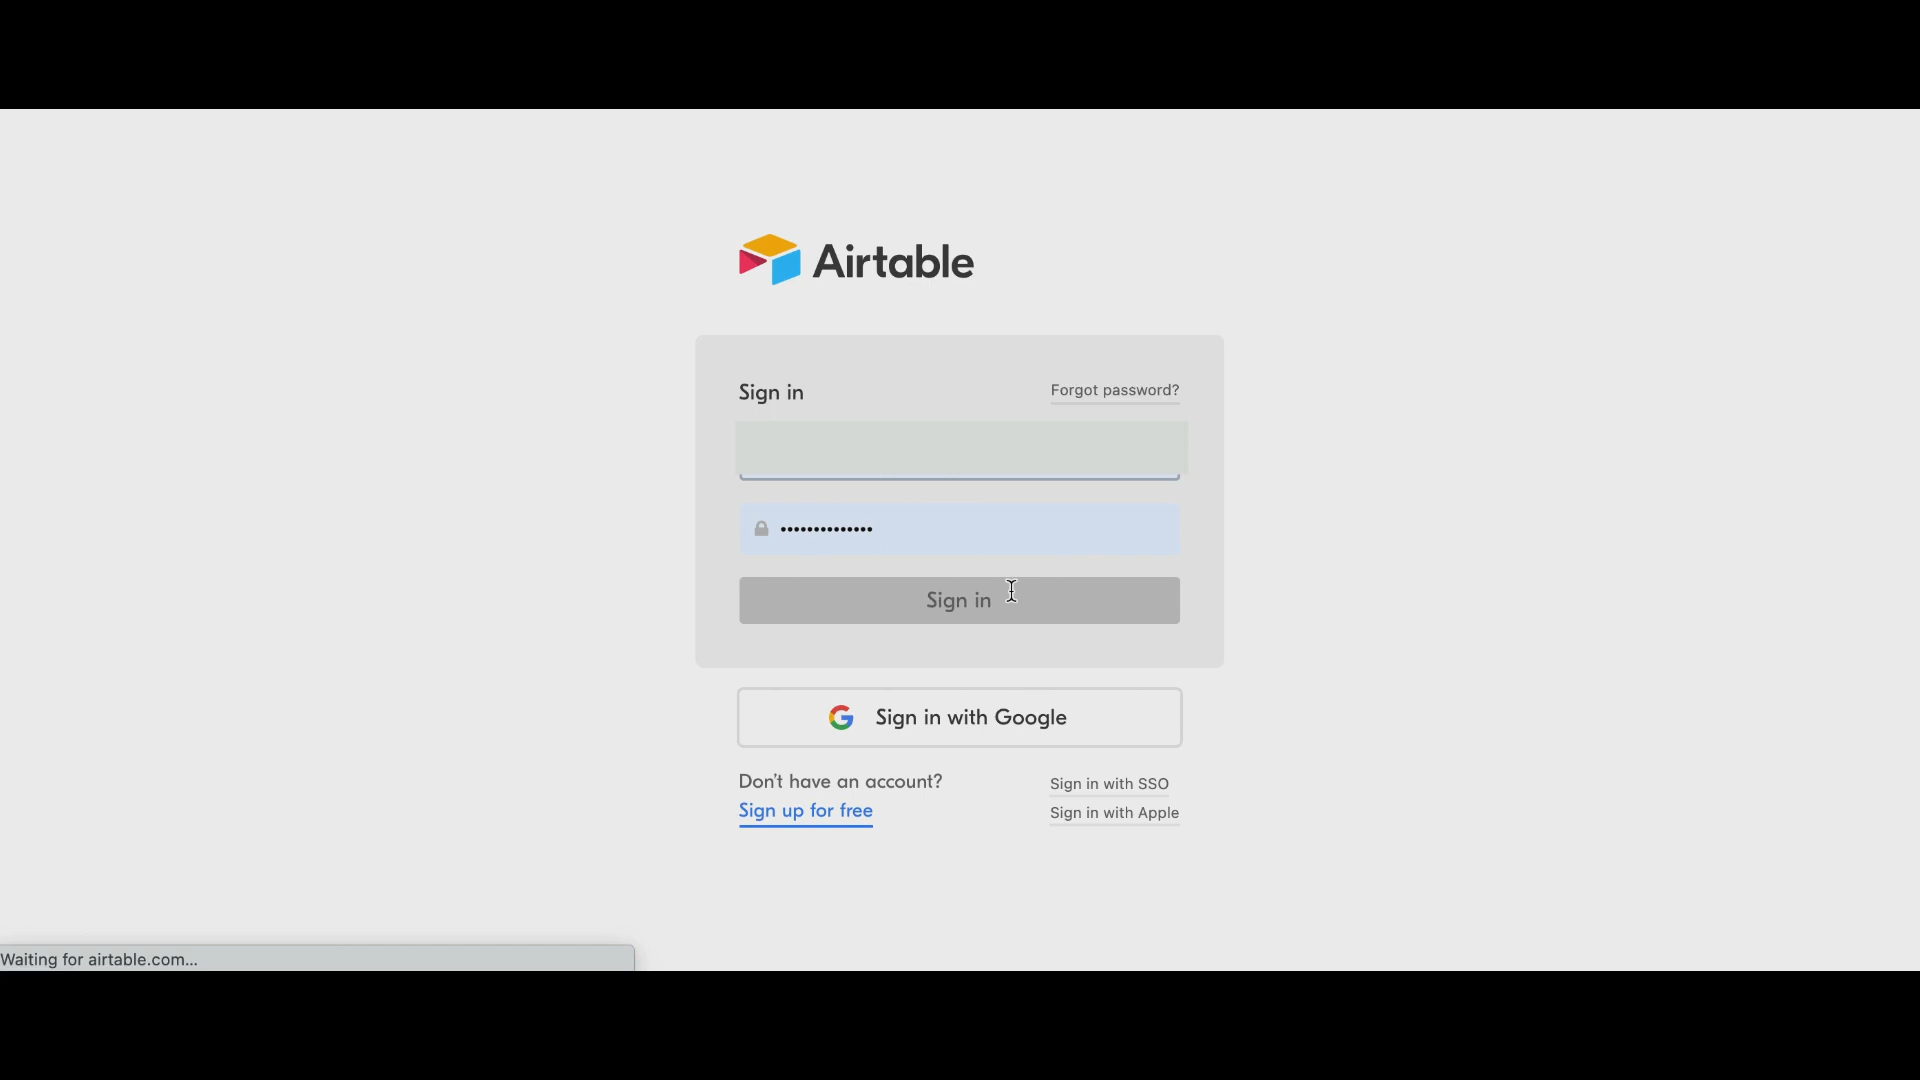 Airtable
Sign in
Forgot password?
••••••••••••••
Sign in
Sign in with Google
Don't have an account?
Sign up for free
Sign in with SSO
Sign in with Apple
Waiting for airtable.com...